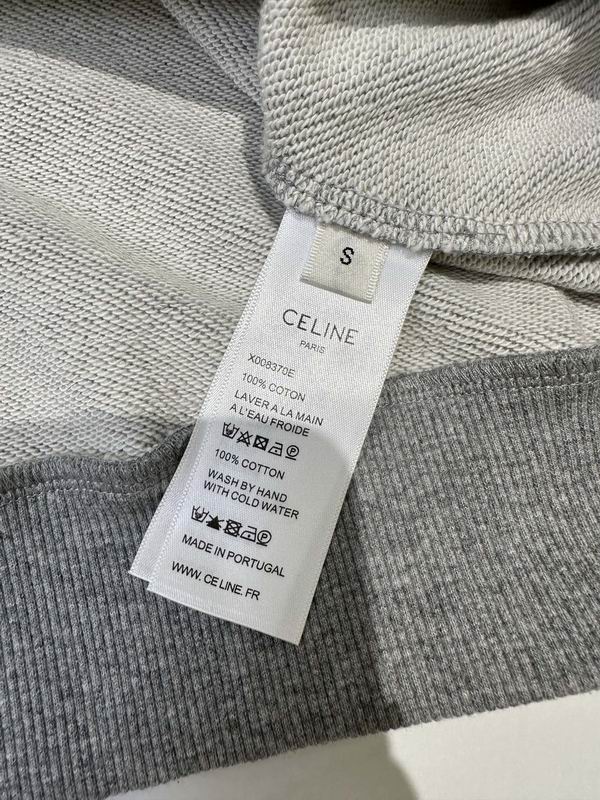 S
CELINE
PARIS
X008370E
100% COTON
LAVER A LA MAIN
A L'EAU FROIDE
100% COTTON
WASH BY HAND
WITH COLD WATER
MADE IN PORTUGAL
WWW. CE LINE. FR